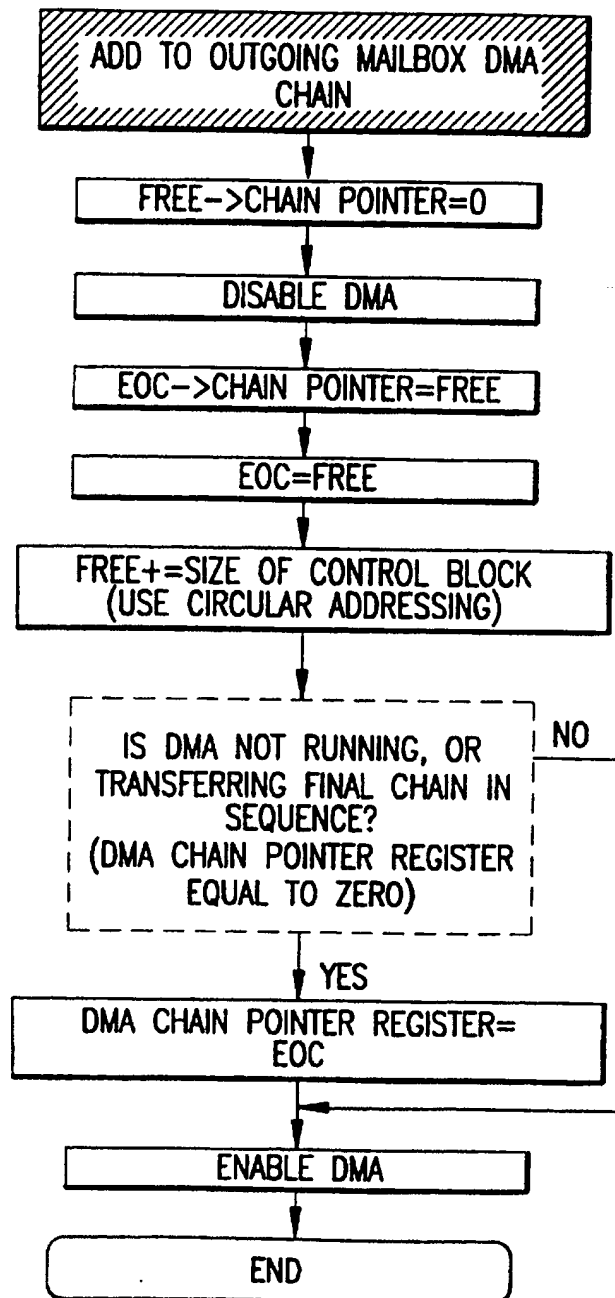 ADD TO OUTGOING MAILBOX DMA
CHAIN
FREE->CHAIN POINTER=0
DISABLE DMA
EOC->CHAIN POINTER=FREE
EOC=FREE
FREE+=SIZE OF CONTROL BLOCK
(USE CIRCULAR ADDRESSING)
IS DMA NOT RUNNING, OR
TRANSFERRING FINAL CHAIN IN
SEQUENCE?
(DMA CHAIN POINTER REGISTER
EQUAL TO ZERO)
NO
YES
DMA CHAIN POINTER REGISTER=
EOC
ENABLE DMA
END